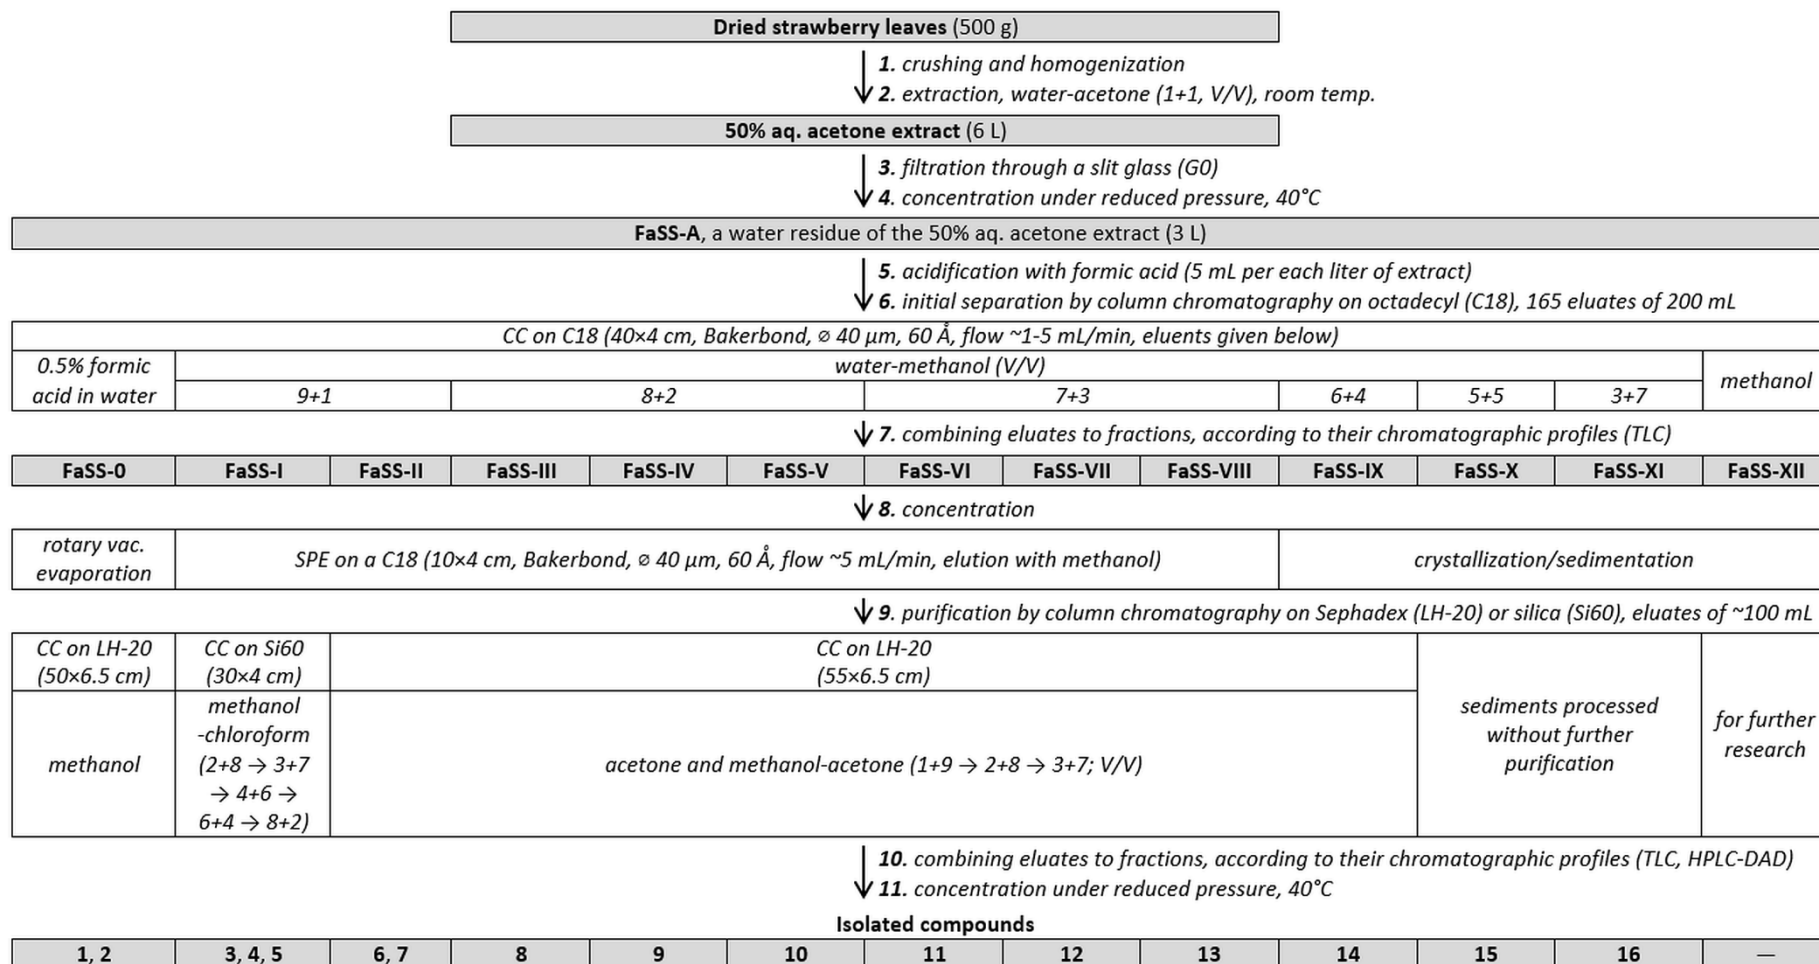 Dried strawberry leaves (500 g)
1. crushing and homogenization
2. extraction, water-acetone (1+1, V/V), room temp.
50% aq. acetone extract (6 L)
3. filtration through a slit glass (G0)
4. concentration under reduced pressure, 40°C
FaSS-A, a water residue of the 50% aq. acetone extract (3 L)
5. acidification with formic acid (5 mL per each liter of extract)
6. initial separation by column chromatography on octadecyl (C18), 165 eluates of 200 mL
CC on C18 (40×4 cm, Bakerbond, ⌀ 40 µm, 60 Å, flow ~1-5 mL/min, eluents given below)
0.5% formic
acid in water
water-methanol (V/V)
methanol
9+1 8+2 7+3 6+4 5+5 3+7
7. combining eluates to fractions, according to their chromatographic profiles (TLC)
FaSS-0 FaSS-I FaSS-II FaSS-III FaSS-IV FaSS-V FaSS-VI FaSS-VII FaSS-VIII FaSS-IX FaSS-X FaSS-XI FaSS-XII
8. concentration
rotary vac.
evaporation
SPE on a C18 (10×4 cm, Bakerbond, ⌀ 40 µm, 60 Å, flow ~5 mL/min, elution with methanol)
crystallization/sedimentation
9. purification by column chromatography on Sephadex (LH-20) or silica (Si60), eluates of ~100 mL
CC on LH-20
(50×6.5 cm)
CC on Si60
(30×4 cm)
CC on LH-20
(55×6.5 cm)
methanol
methanol
-chloroform
(2+8 → 3+7
→ 4+6 →
6+4 → 8+2)
acetone and methanol-acetone (1+9 → 2+8 → 3+7; V/V)
sediments processed
without further
purification
for further
research
10. combining eluates to fractions, according to their chromatographic profiles (TLC, HPLC-DAD)
11. concentration under reduced pressure, 40°C
Isolated compounds
1, 2 3, 4, 5 6, 7 8 9 10 11 12 13 14 15 16 —